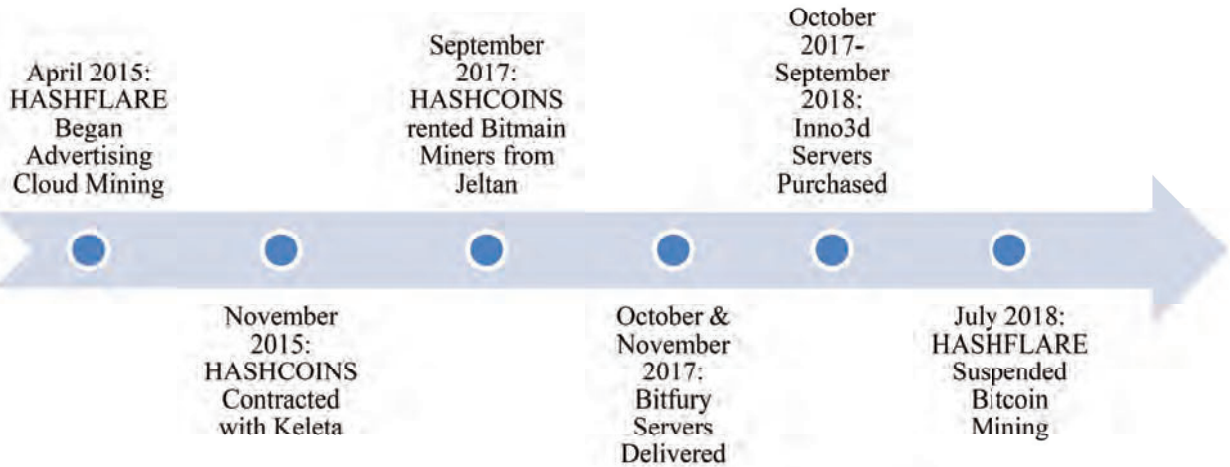 April 2015:
HASHFLARE
Began
Advertising
Cloud Mining
November
2015:
HASHCOINS
Contracted
with Keleta
September
2017:
HASHCOINS
rented Bitmain
Miners from
Jeltan
October &
November
2017:
Bitfury
Servers
Delivered
October
2017-
September
2018:
Inno3d
Servers
Purchased
July 2018:
HASHFLARE
Suspended
Bitcoin
Mining